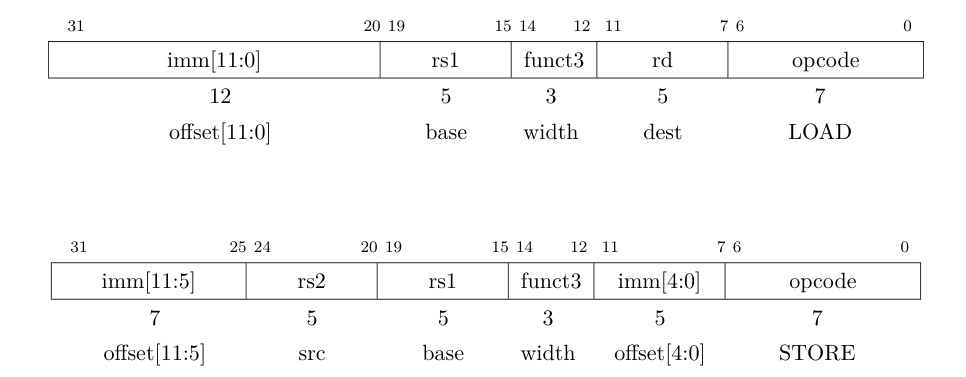 31 20 19 15 14 12 11 7 6 0
imm[11:0] rs1 funct3 rd opcode
12 5 3 5 7
offset[11:0] base width dest LOAD
31 25 24 20 19 15 14 12 11 7 6 0
imm[11:5] rs2 rs1 funct3 imm[4:0] opcode
7 5 5 3 5 7
offset[11:5] src base width offset[4:0] STORE